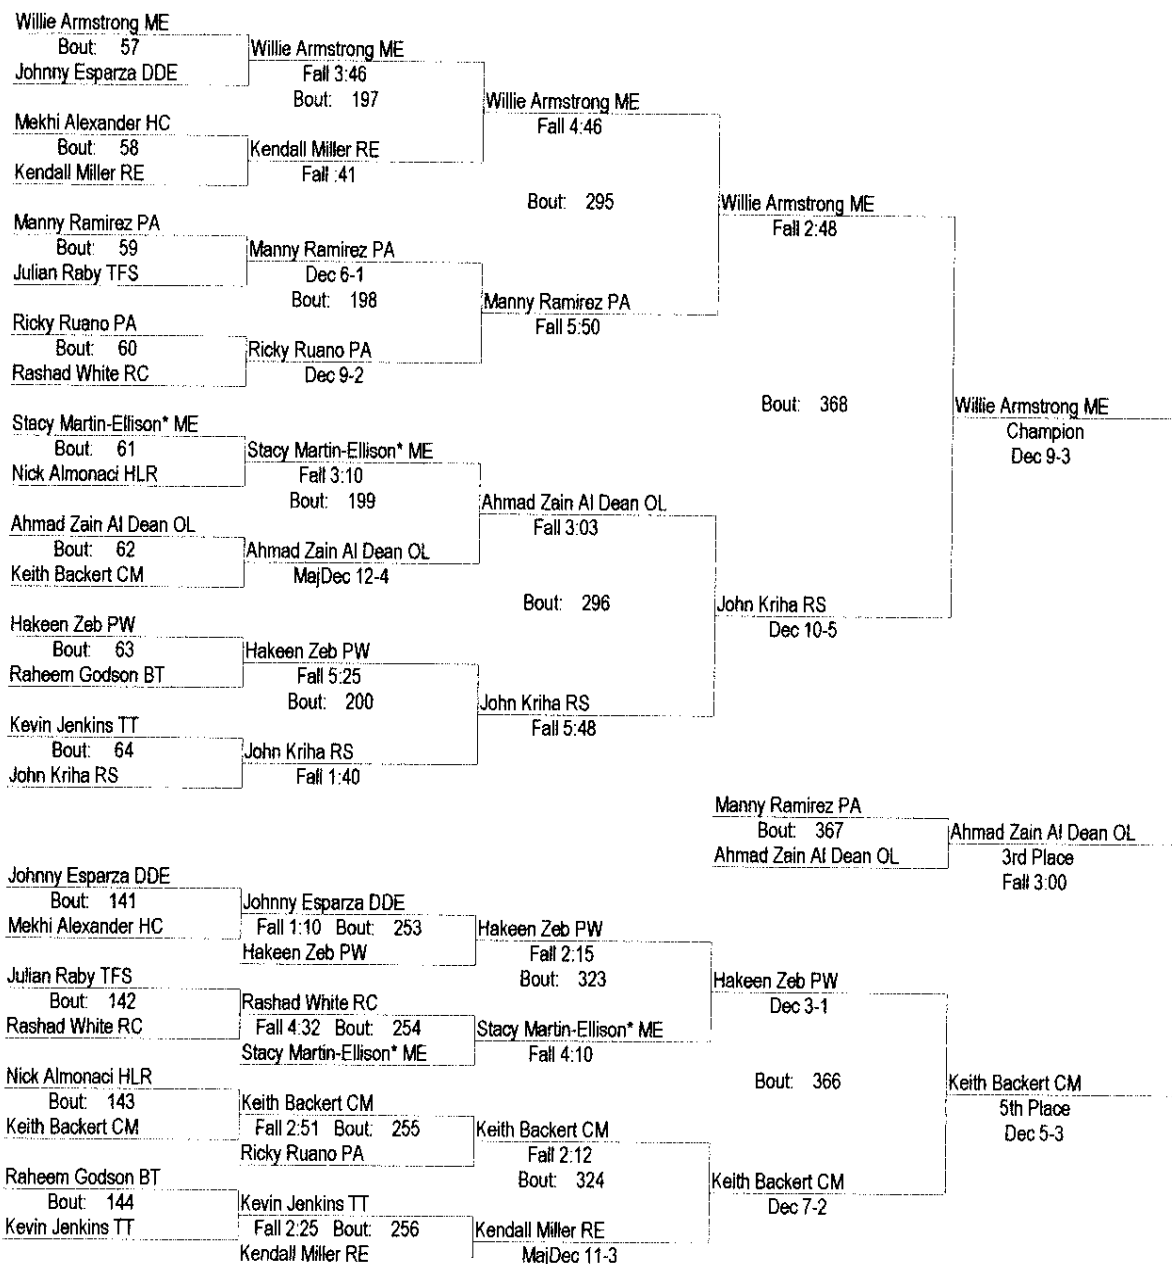 Willie Armstrong ME
Bout: 57
Johnny Esparza DDE
Willie Armstrong ME
Fall 3:46
Bout: 197
Mekhi Alexander HC
Bout: 58
Kendall Miller RE
Kendall Miller RE
Fall :41
Willie Armstrong ME
Fall 4:46
Bout: 295
Manny Ramirez PA
Bout: 59
Julian Raby TFS
Manny Ramirez PA
Dec 6-1
Bout: 198
Ricky Ruano PA
Bout: 60
Rashad White RC
Ricky Ruano PA
Dec 9-2
Manny Ramirez PA
Fall 5:50
Willie Armstrong ME
Fall 2:48
Bout: 368
Willie Armstrong ME
Champion
Dec 9-3
Stacy Martin-Ellison* ME
Bout: 61
Nick Almonaci HLR
Stacy Martin-Ellison* ME
Fall 3:10
Bout: 199
Ahmad Zain Al Dean OL
Bout: 62
Keith Backert CM
Ahmad Zain Al Dean OL
MajDec 12-4
Ahmad Zain Al Dean OL
Fall 3:03
Bout: 296
Hakeen Zeb PW
Bout: 63
Raheem Godson BT
Hakeen Zeb PW
Fall 5:25
Bout: 200
Kevin Jenkins TT
Bout: 64
John Kriha RS
John Kriha RS
Fall 1:40
John Kriha RS
Fall 5:48
John Kriha RS
Dec 10-5
Manny Ramirez PA
Bout: 367
Ahmad Zain Al Dean OL
Ahmad Zain Al Dean OL
3rd Place
Fall 3:00
Johnny Esparza DDE
Bout: 141
Mekhi Alexander HC
Johnny Esparza DDE
Fall 1:10 Bout: 253
Hakeen Zeb PW
Hakeen Zeb PW
Fall 2:15
Bout: 323
Julian Raby TFS
Bout: 142
Rashad White RC
Rashad White RC
Fall 4:32 Bout: 254
Stacy Martin-Ellison* ME
Stacy Martin-Ellison* ME
Fall 4:10
Hakeen Zeb PW
Dec 3-1
Bout: 366
Keith Backert CM
5th Place
Dec 5-3
Nick Almonaci HLR
Bout: 143
Keith Backert CM
Keith Backert CM
Fall 2:51 Bout: 255
Ricky Ruano PA
Keith Backert CM
Fall 2:12
Bout: 324
Raheem Godson BT
Bout: 144
Kevin Jenkins TT
Kevin Jenkins TT
Fall 2:25 Bout: 256
Kendall Miller RE
Kendall Miller RE
MajDec 11-3
Keith Backert CM
Dec 7-2